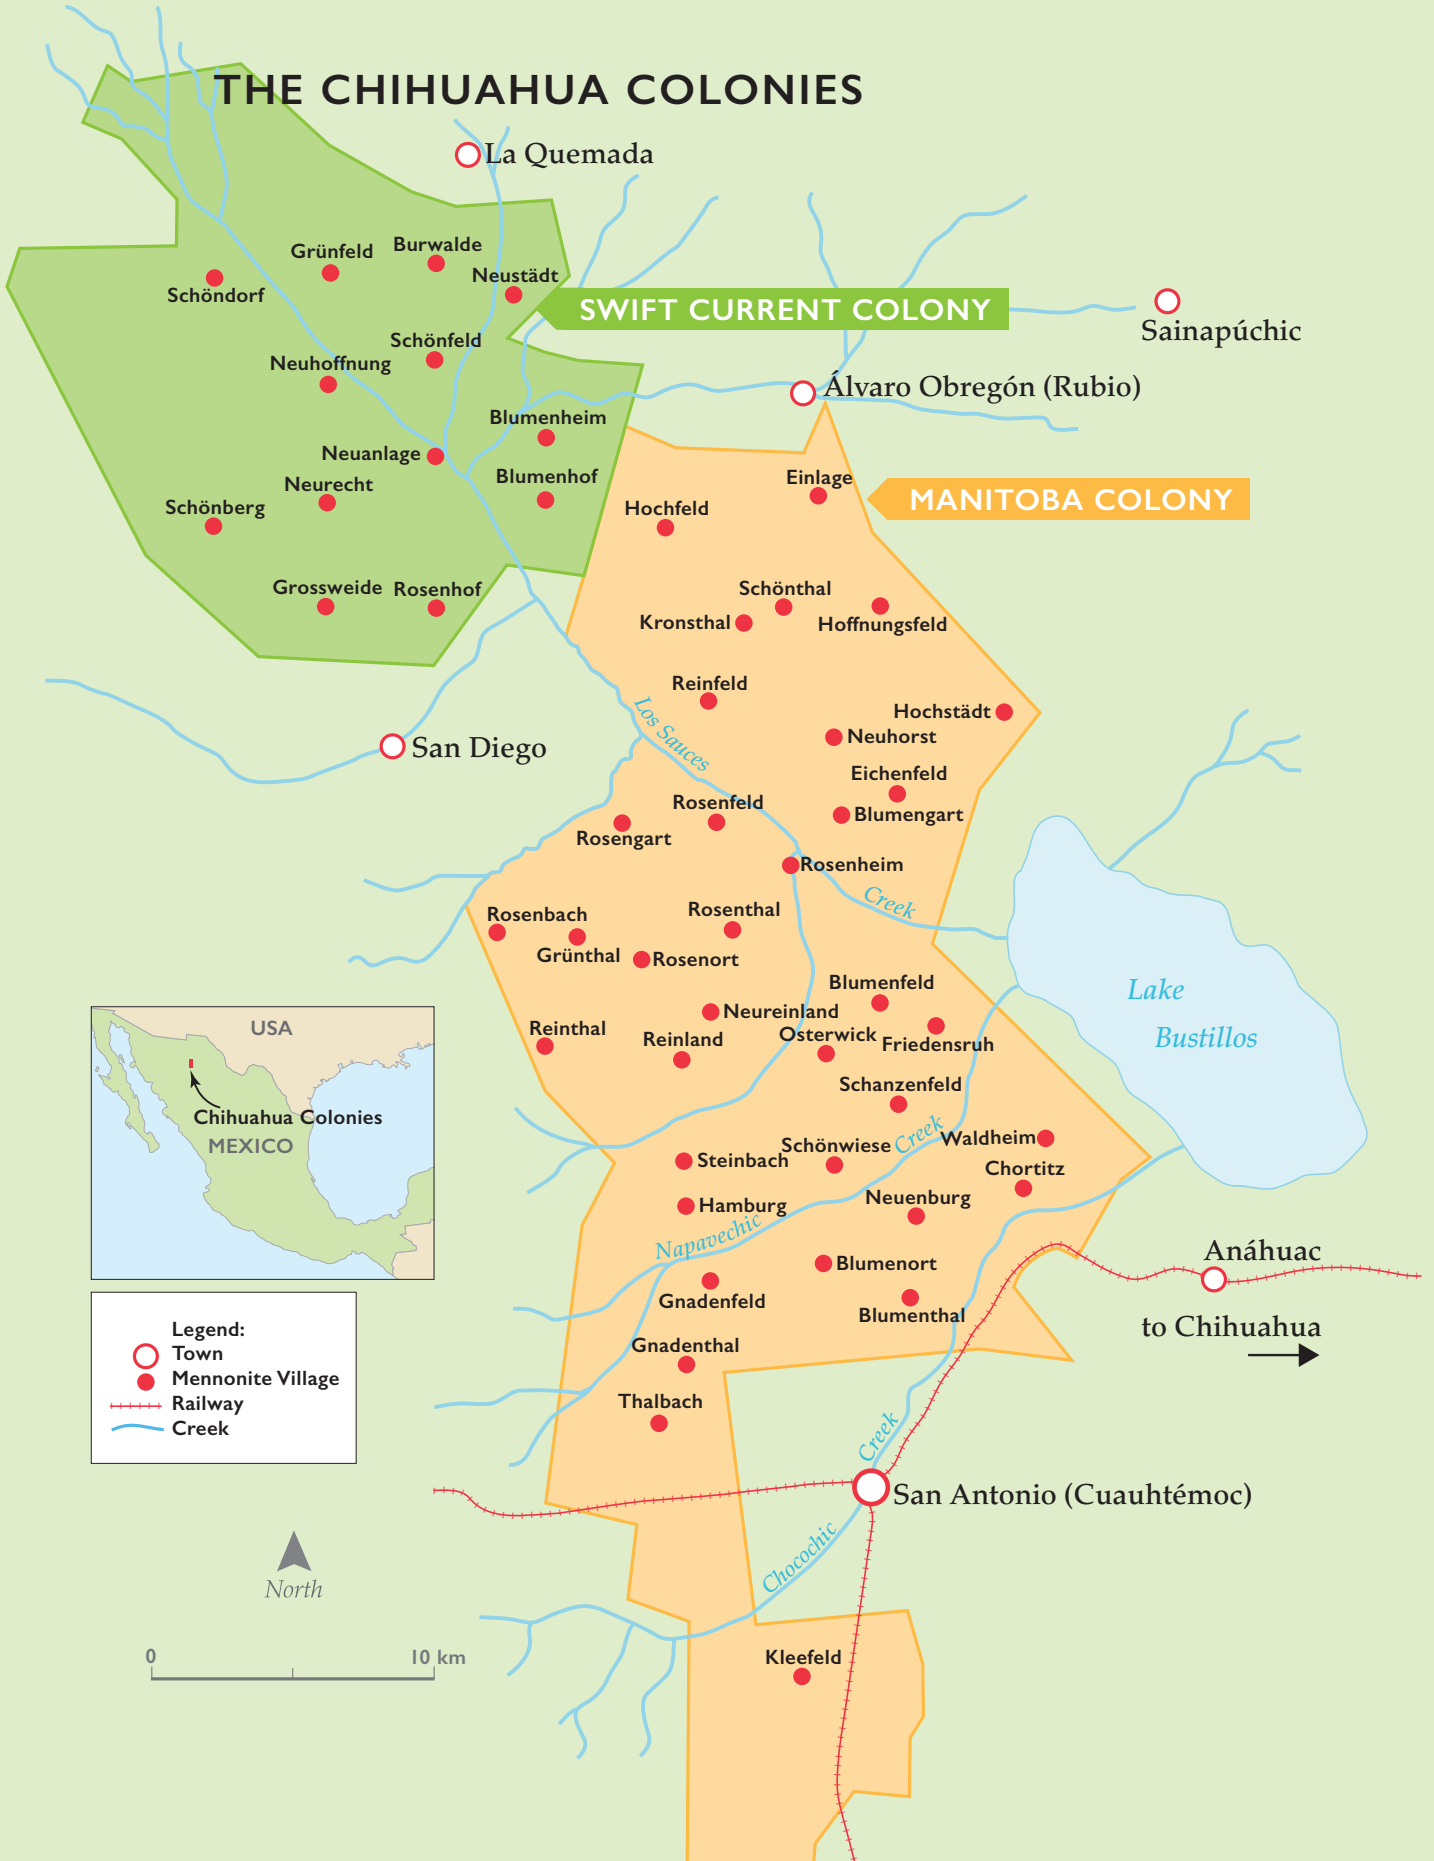 THE CHIHUAHUA COLONIES
La Quemada
Grünfeld
Burwalde
Neustädt
Schöndorf
SWIFT CURRENT COLONY
Sainapúchic
Schönfeld
Neuhoffnung
Álvaro Obregón (Rubio)
Blumenheim
Neuanlage
Neurecht
Blumenhof
Schönberg
Einlage
MANITOBA COLONY
Hochfeld
Grossweide
Rosenhof
Schönthal
Kronsthal
Hoffnungsfeld
Reinfeld
Hochstädt
Los Sauces
Neuhorst
San Diego
Eichenfeld
Rosenfeld
Blumengart
Rosengart
Rosenheim
Creek
Rosenbach
Rosenthal
Grünthal
Rosenort
Blumenfeld
Lake
Bustillos
Neureinland
Reinthal
Reinland
Osterwick
Friedensruh
Schanzenfeld
USA
Chihuahua Colonies
MEXICO
Creek
Waldheim
Schönwiese
Steinbach
Chortitz
Hamburg
Neuenburg
Napavechic
Blumenort
Anáhuac
Gnadenfeld
Blumenthal
to Chihuahua
Gnadenthal
Thalbach
Legend:
Town
Mennonite Village
Railway
Creek
Creek
San Antonio (Cuauhtémoc)
Chocochic
North
0
10 km
Kleefeld